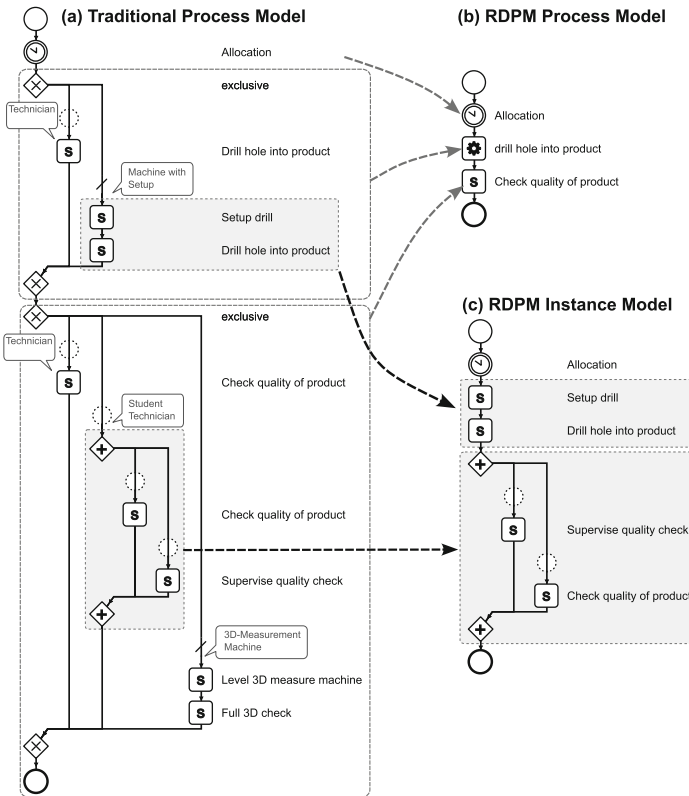 (a) Traditional Process Model
Allocation
exclusive
Technician
S
Drill hole into product
Machine with
Setup
S
Setup drill
S
Drill hole into product
exclusive
Technician
S
Check quality of product
Student
Technician
S
Check quality of product
S
Supervise quality check
3D-Measurement
Machine
S
Level 3D measure machine
S
Full 3D check
(b) RDPM Process Model
Allocation
drill hole into product
S
Check quality of product
(c) RDPM Instance Model
Allocation
S
Setup drill
S
Drill hole into product
S
Supervise quality check
S
Check quality of product